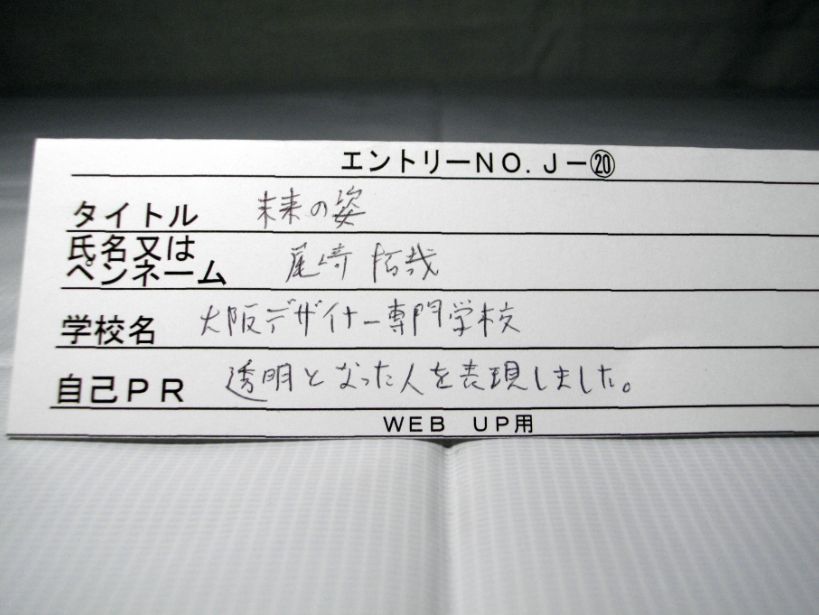 エントリーNO.J－⑳
タイトル 未来の姿
氏名又は
ペンネーム 尾崎 拓哉
学校名 大阪デザイナー専門学校
自己PR 透明となった人を表現しました。
WEB UP用